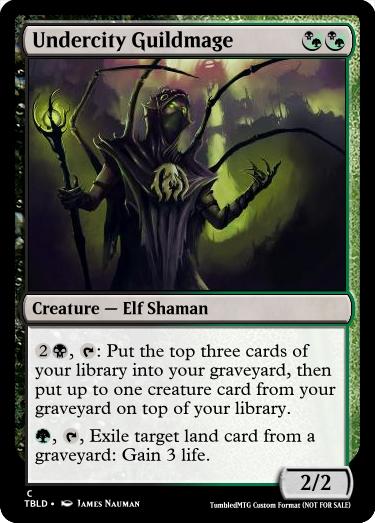 Undercity Guildmage
Creature — Elf Shaman
2, : Put the top three cards of
your library into your graveyard, then
put up to one creature card from your
graveyard on top of your library.
, , Exile target land card from a
graveyard: Gain 3 life.
2/2
C
TBLD • James Nauman
TumbledMTG Custom Format (NOT FOR SALE)